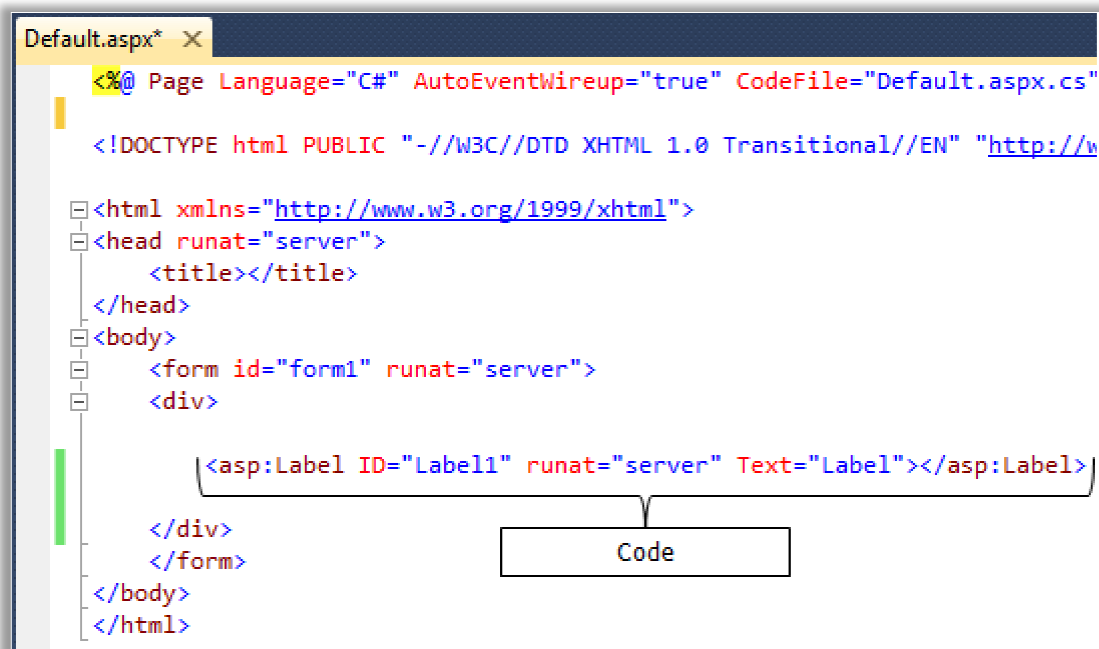 Default.aspx*
<%@ Page Language="C#" AutoEventWireup="true" CodeFile="Default.aspx.cs"
<!DOCTYPE html PUBLIC "-//W3C//DTD XHTML 1.0 Transitional//EN" "http://w
<html xmlns="http://www.w3.org/1999/xhtml">
<head runat="server">
<title></title>
</head>
<body>
<form id="form1" runat="server">
<div>
<asp:Label ID="Label1" runat="server" Text="Label"></asp:Label>
</div>
Code
</form>
</body>
</html>